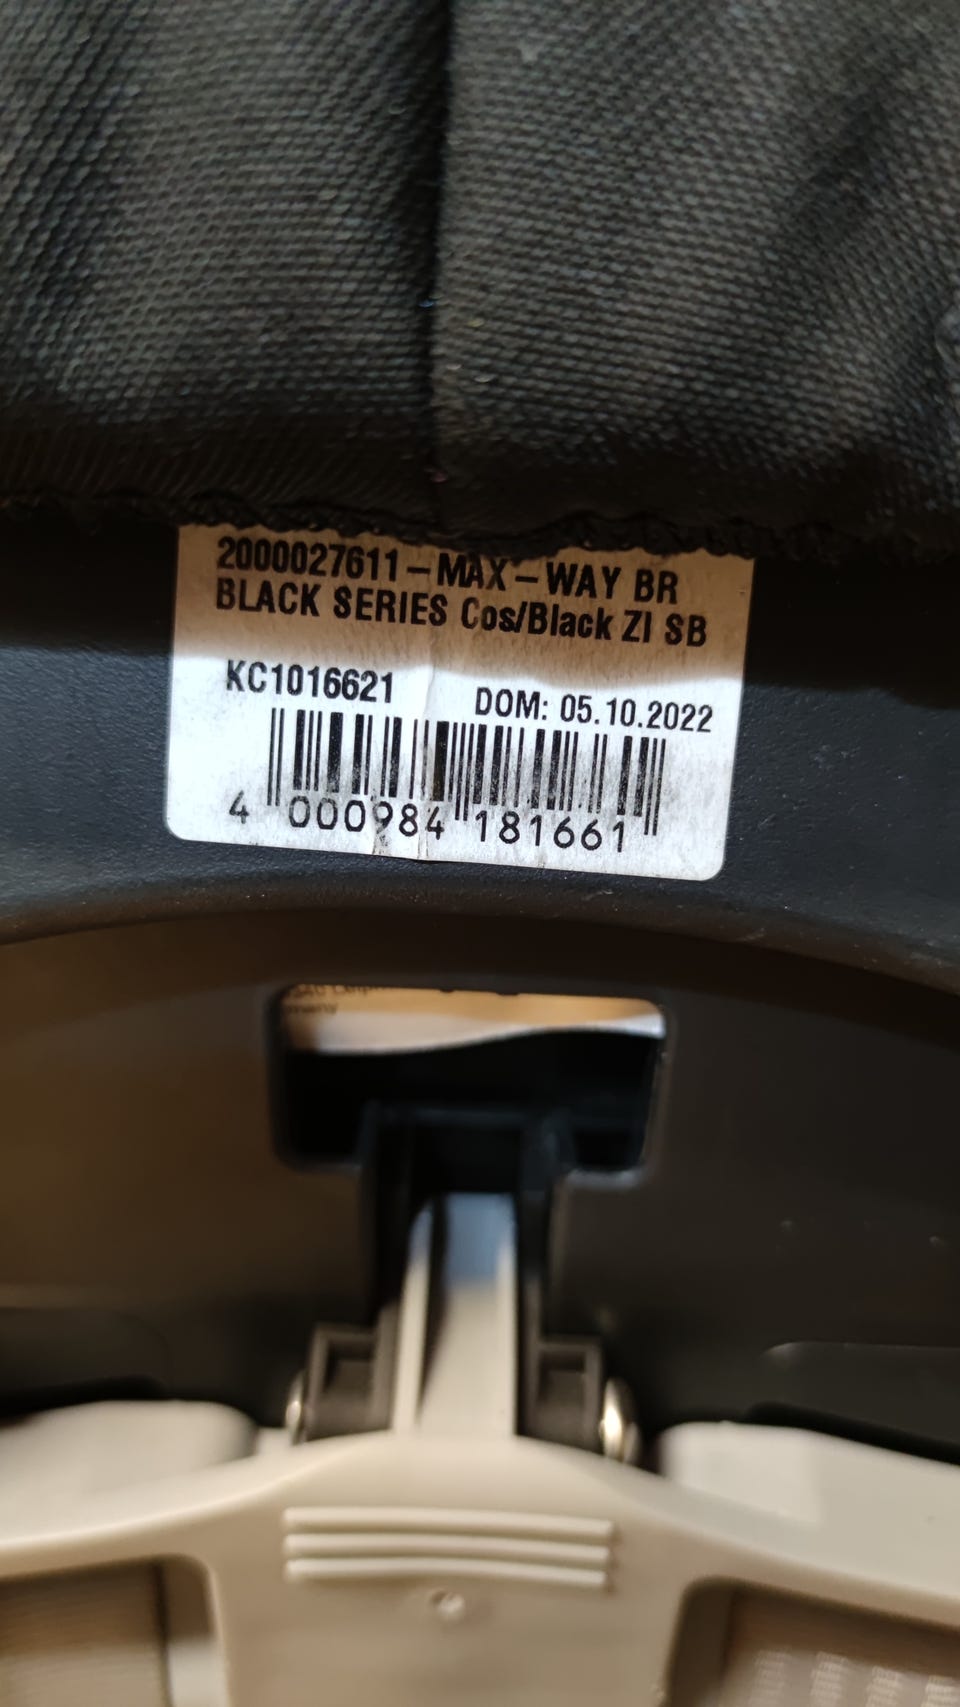 2000027611-MAX-WAY BR
BLACK SERIES Cos/Black ZI SB
KC1016621
DOM: 05.10.2022
4 000984 181661